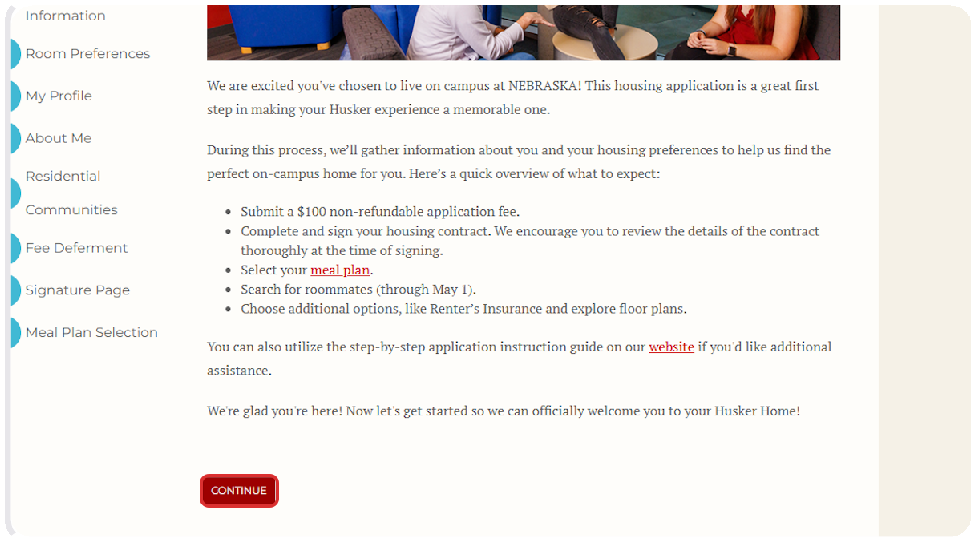 Information
Room Preferences
My Profile
About Me
Residential
Communities
Fee Deferment
Signature Page
Meal Plan Selection
We are excited you've chosen to live on campus at NEBRASKA! This housing application is a great first
step in making your Husker experience a memorable one.
During this process, we'll gather information about you and your housing preferences to help us find the
perfect on-campus home for you. Here's a quick overview of what to expect:
• Submit a $100 non-refundable application fee.
• Complete and sign your housing contract. We encourage you to review the details of the contract
thoroughly at the time of signing.
• Select your meal plan.
• Search for roommates (through May 1).
• Choose additional options, like Renter's Insurance and explore floor plans.
You can also utilize the step-by-step application instruction guide on our website if you'd like additional
assistance.
We're glad you're here! Now let's get started so we can officially welcome you to your Husker Home!
CONTINUE